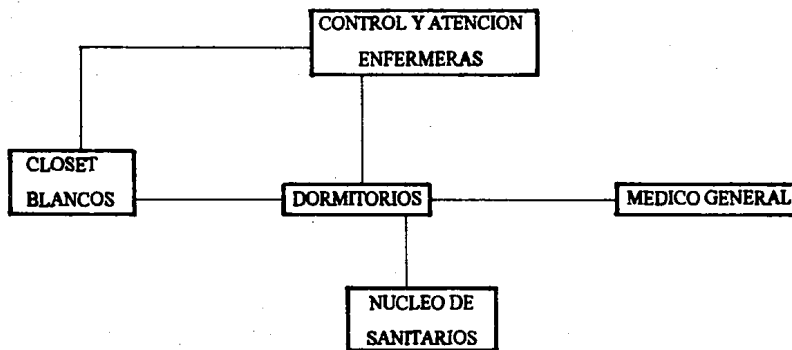 CONTROL Y ATENCION
ENFERMERAS
CLOSET
BLANCOS
DORMITORIOS
MEDICO GENERAL
NUCLEO DE
SANITARIOS